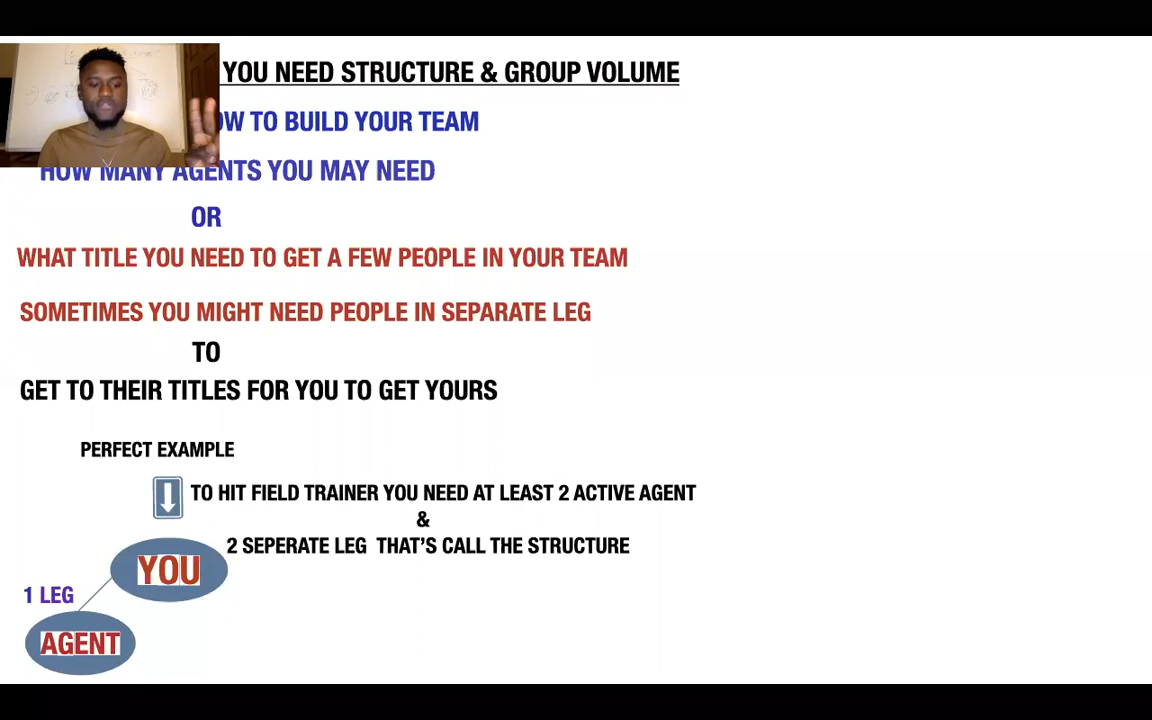 YOU NEED STRUCTURE & GROUP VOLUME
TO BUILD YOUR TEAM
HOW MANY AGENTS YOU MAY NEED
OR
WHAT TITLE YOU NEED TO GET A FEW PEOPLE IN YOUR TEAM
SOMETIMES YOU MIGHT NEED PEOPLE IN SEPARATE LEG
TO
GET TO THEIR TITLES FOR YOU TO GET YOURS
PERFECT EXAMPLE
TO HIT FIELD TRAINER YOU NEED AT LEAST 2 ACTIVE AGENT
&
2 SEPERATE LEG THAT'S CALL THE STRUCTURE
YOU
1 LEG
AGENT